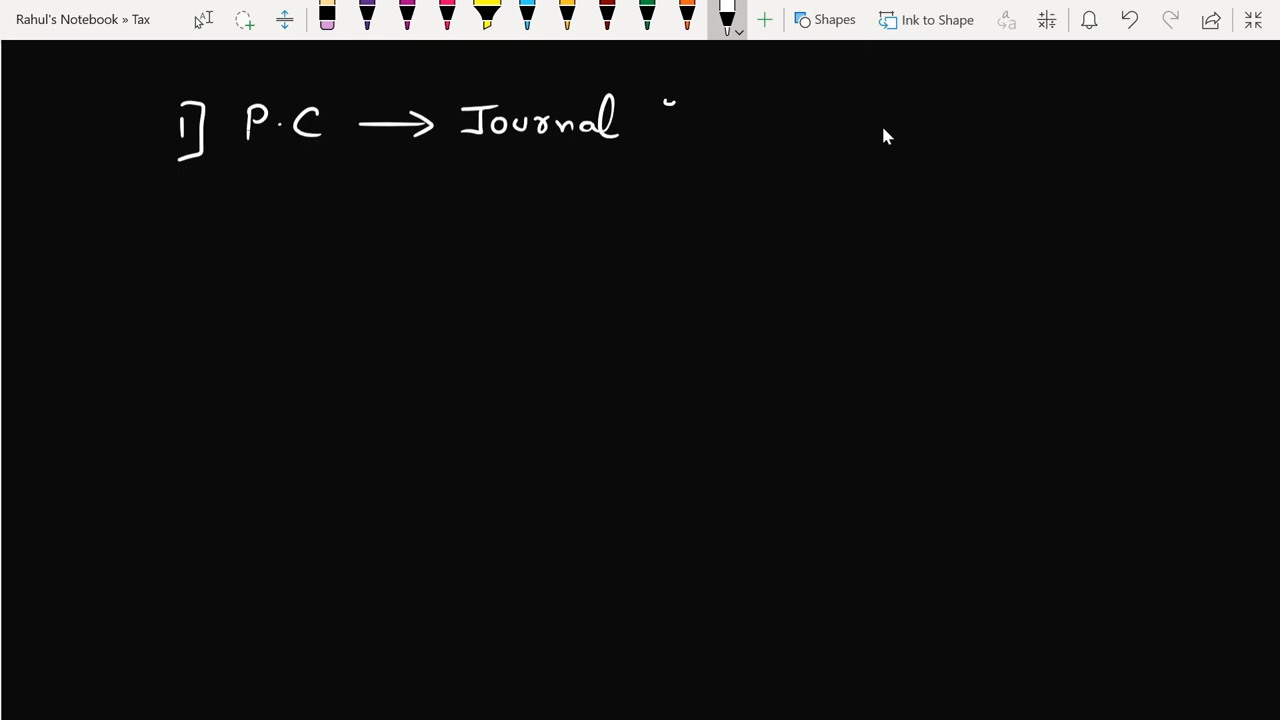 Rahul's Notebook » Tax Shapes Ink to Shape
1] P.C → Journal